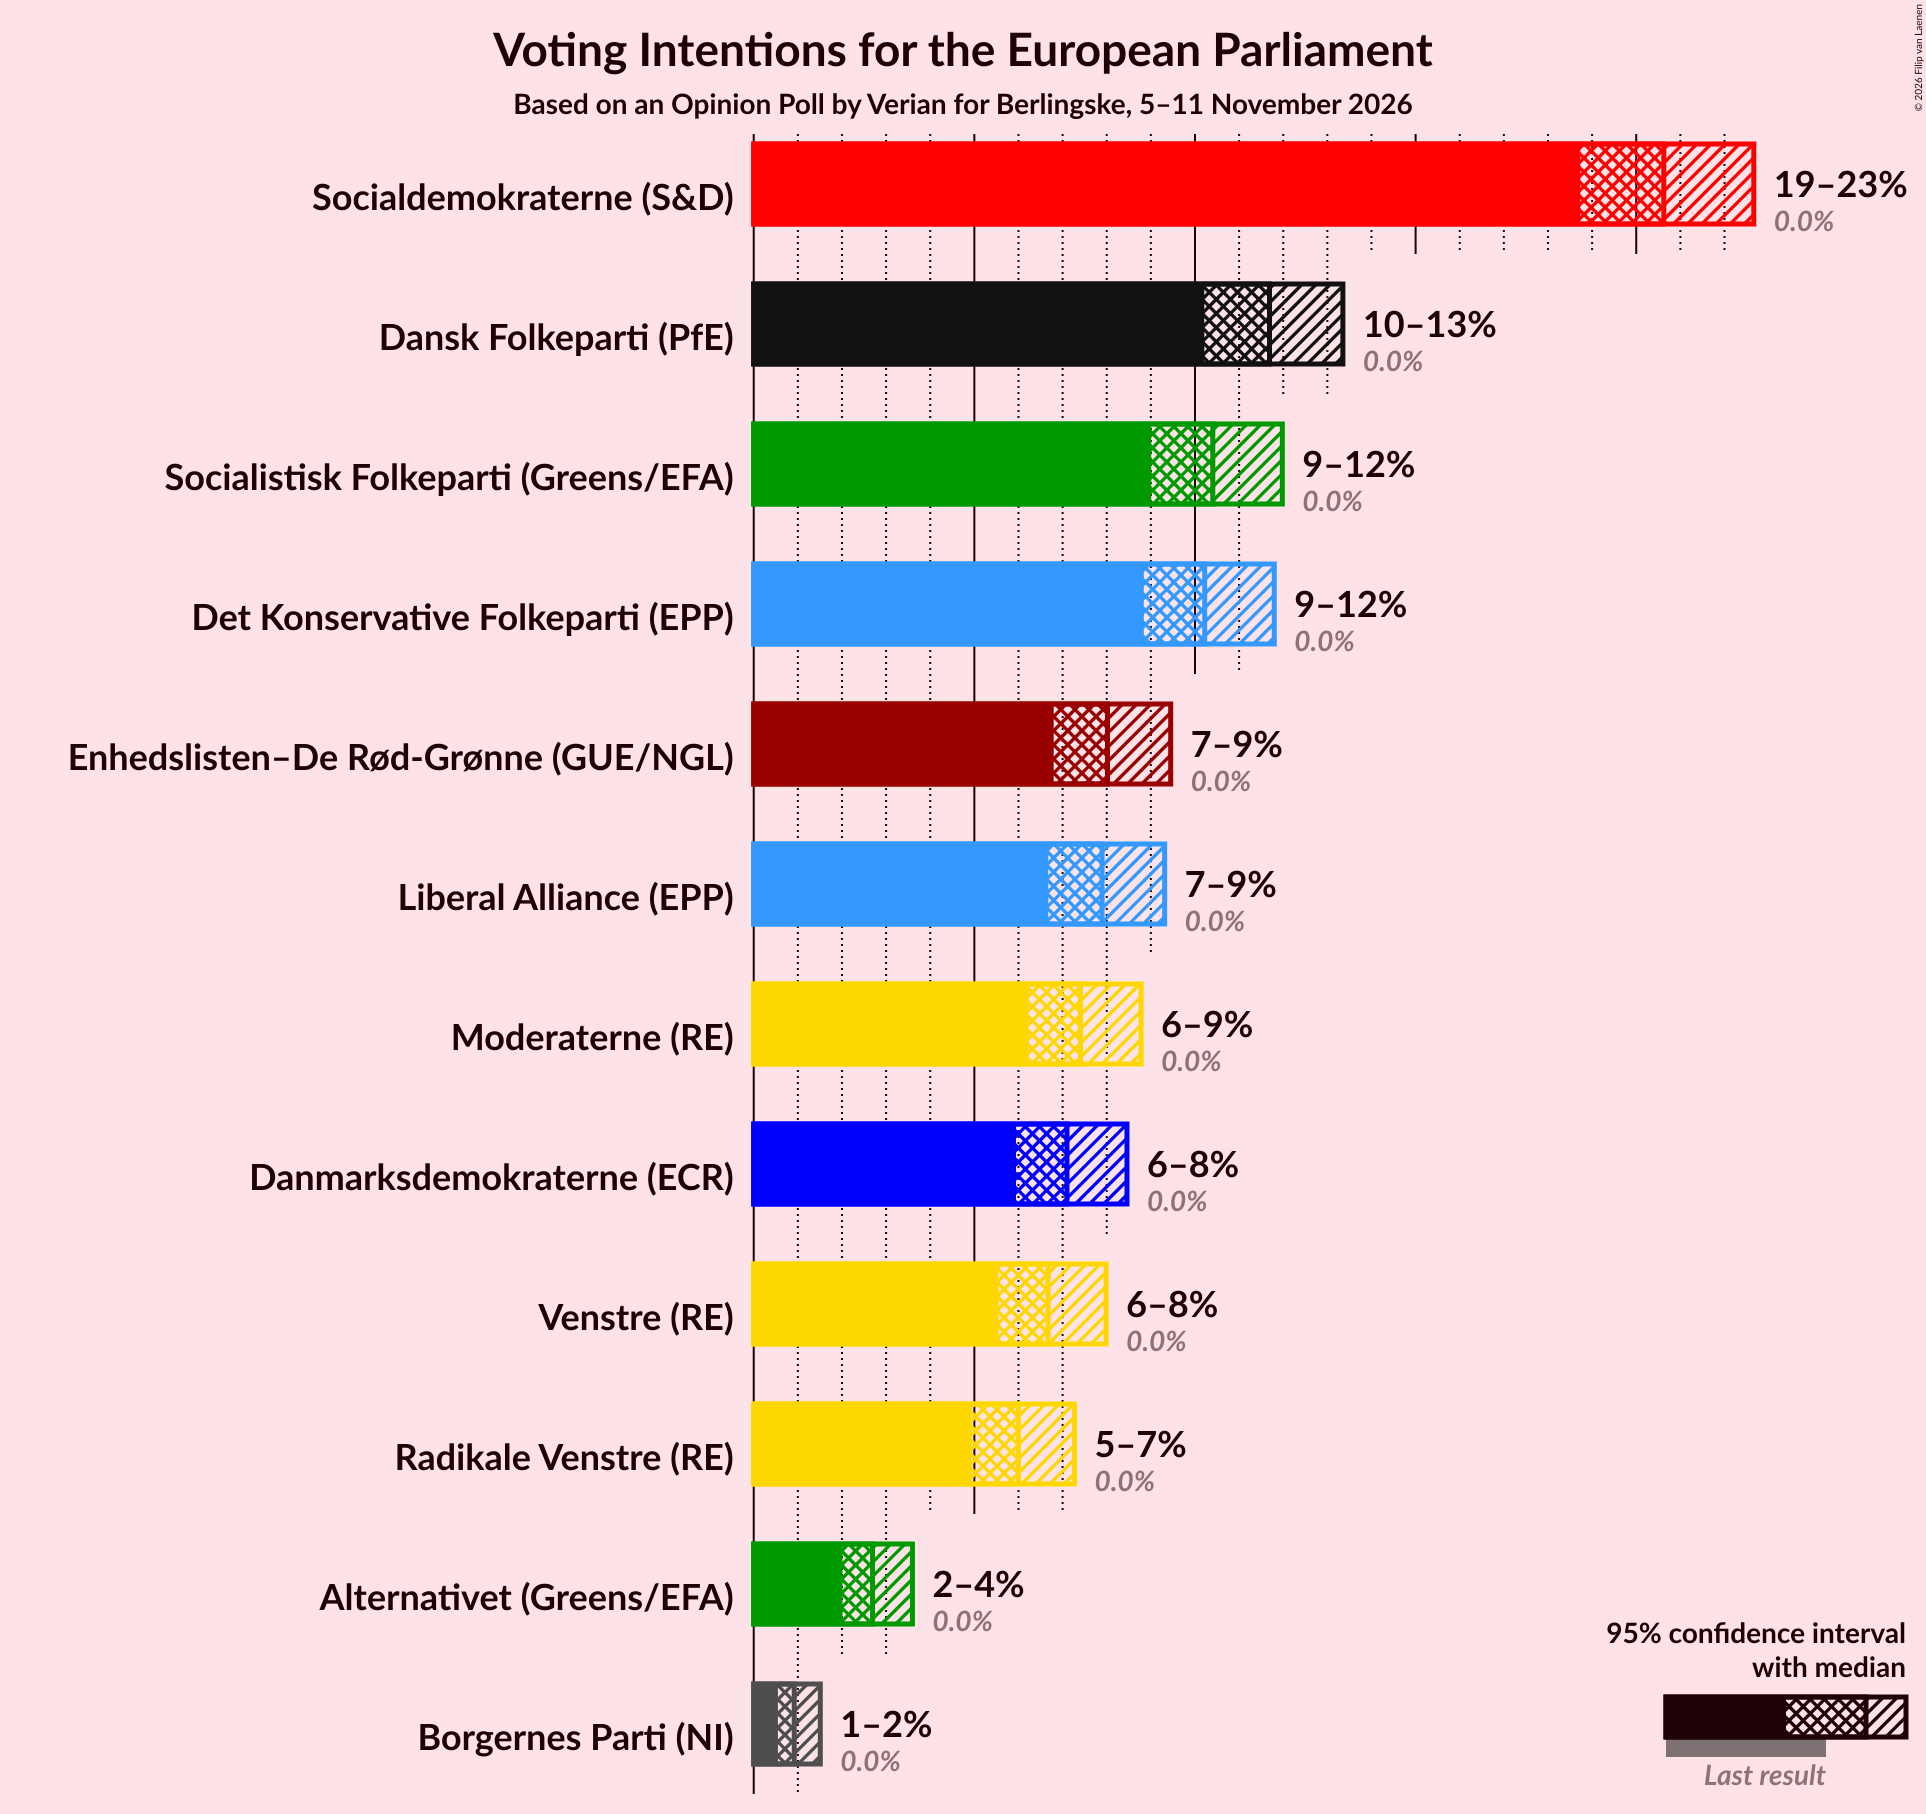 Voting Intentions for the European Parliament
Based on an Opinion Poll by Verian for Berlingske, 5–11 November 2026
© 2026 Filip van Laenen
Socialdemokraterne (S&D)
19–23%
0.0%
Dansk Folkeparti (PfE)
10–13%
0.0%
Socialistisk Folkeparti (Greens/EFA)
9–12%
0.0%
Det Konservative Folkeparti (EPP)
9–12%
0.0%
Enhedslisten–De Rød-Grønne (GUE/NGL)
7–9%
0.0%
Liberal Alliance (EPP)
7–9%
0.0%
Moderaterne (RE)
6–9%
0.0%
Danmarksdemokraterne (ECR)
6–8%
0.0%
Venstre (RE)
6–8%
0.0%
Radikale Venstre (RE)
5–7%
0.0%
Alternativet (Greens/EFA)
2–4%
0.0%
Borgernes Parti (NI)
1–2%
0.0%
95% confidence interval
with median
Last result